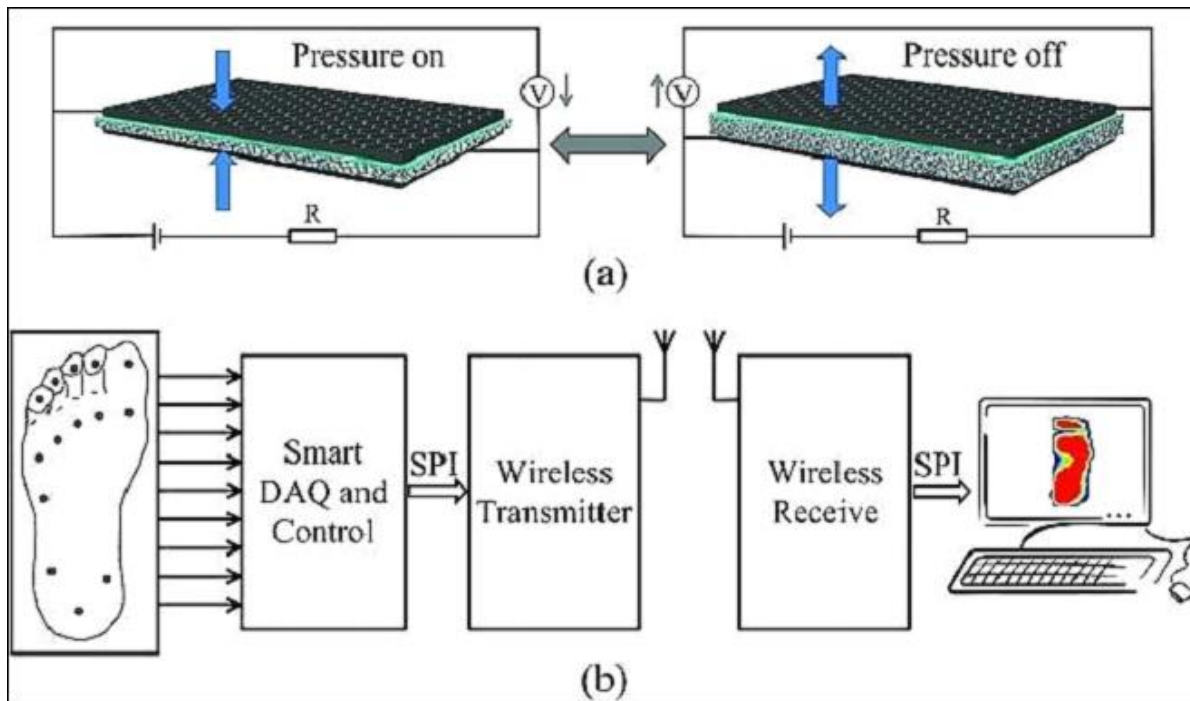 Pressure on
Pressure off
V
V
R
R
(a)
Smart
DAQ and
Control
SPI
Wireless
Transmitter
Wireless
Receive
SPI
(b)